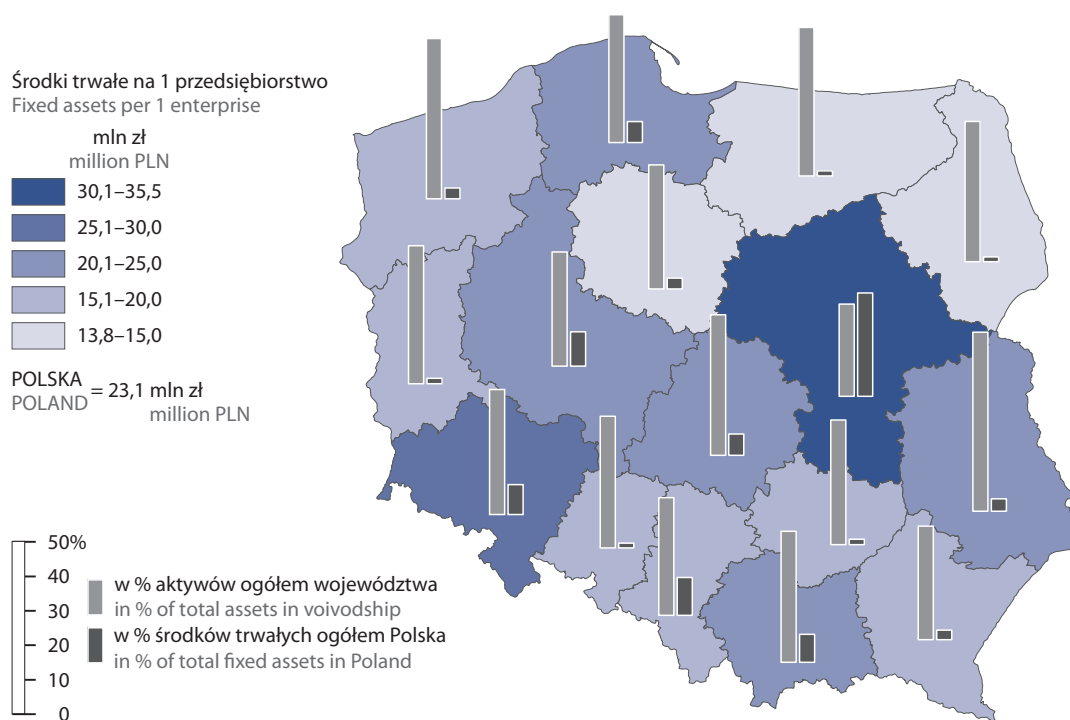 Środki trwałe na 1 przedsiębiorstwo
Fixed assets per 1 enterprise
mln zł
million PLN
30,1–35,5
25,1–30,0
20,1–25,0
15,1–20,0
13,8–15,0
POLSKA
POLAND = 23,1 mln zł
million PLN
50%
40
30
20
10
0
w % aktywów ogółem województwa
in % of total assets in voivodship
w % środków trwałych ogółem Polska
in % of total fixed assets in Poland